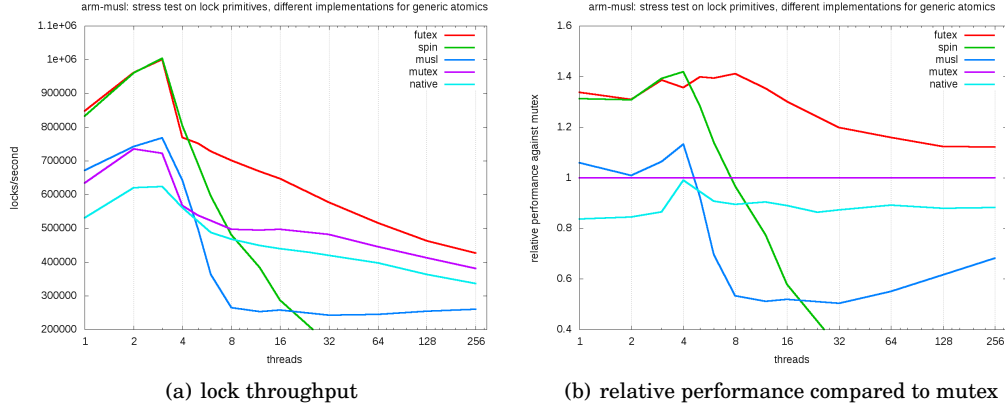 arm-musl: stress test on lock primitives, different implementations for generic atomics
1.1e+06
1e+06
900000
800000
700000
600000
500000
400000
300000
200000
locks/second
futex
spin
musl
mutex
native
1 2 4 8 16 32 64 128 256
threads
(a) lock throughput
arm-musl: stress test on lock primitives, different implementations for generic atomics
1.6
1.4
1.2
1
0.8
0.6
0.4
relative performance against mutex
futex
spin
musl
mutex
native
1 2 4 8 16 32 64 128 256
threads
(b) relative performance compared to mutex